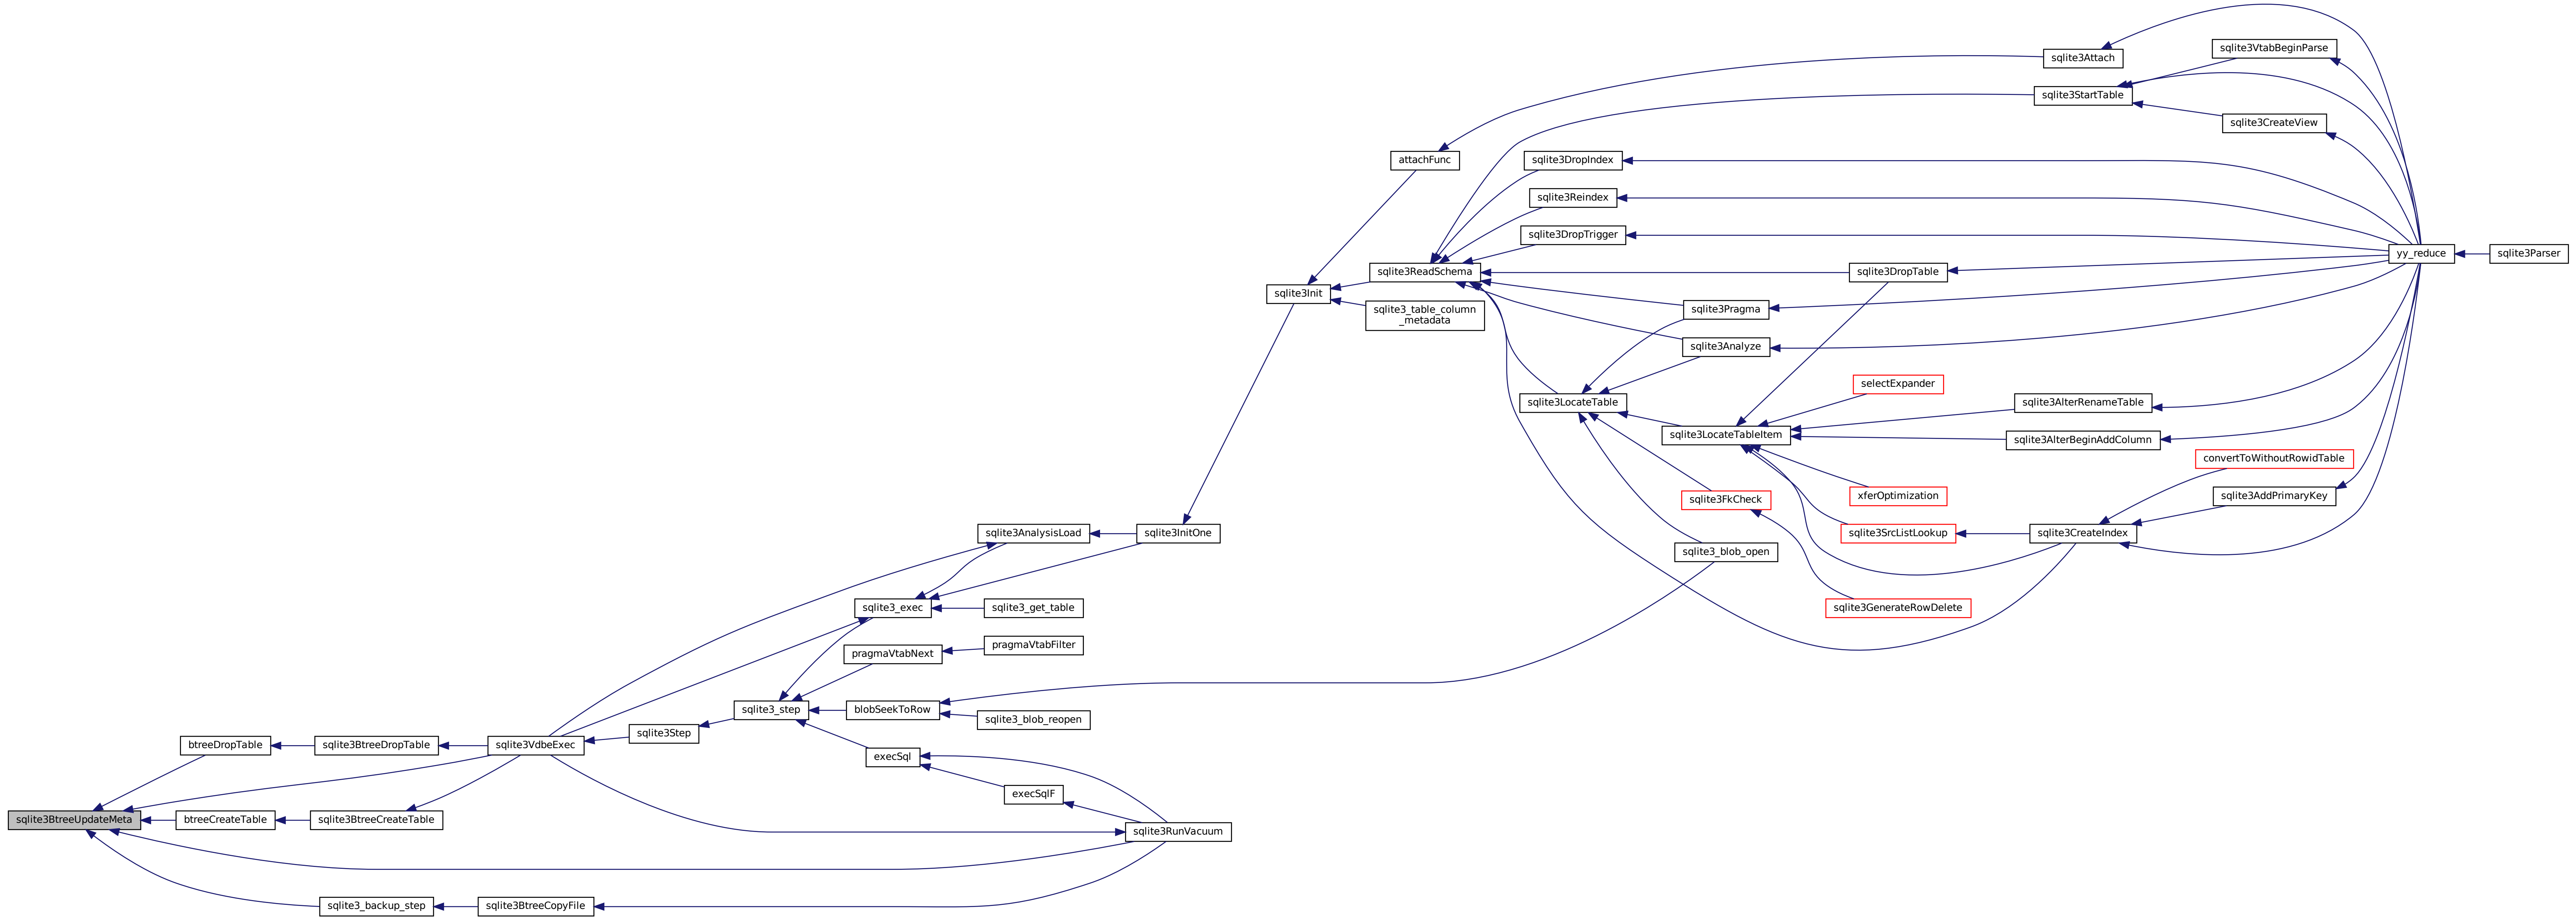 sqlite3Attach
sqlite3VtabBeginParse
sqlite3StartTable
sqlite3CreateView
attachFunc
sqlite3DropIndex
sqlite3Reindex
sqlite3DropTrigger
yy_reduce
sqlite3Parser
sqlite3ReadSchema
sqlite3DropTable
sqlite3Init
sqlite3_table_column
_metadata
sqlite3Pragma
sqlite3Analyze
selectExpander
sqlite3LocateTable
sqlite3AlterRenameTable
sqlite3LocateTableItem
sqlite3AlterBeginAddColumn
convertToWithoutRowidTable
sqlite3FkCheck
xferOptimization
sqlite3AddPrimaryKey
sqlite3AnalysisLoad
sqlite3InitOne
sqlite3SrcListLookup
sqlite3CreateIndex
sqlite3_blob_open
sqlite3_exec
sqlite3_get_table
sqlite3GenerateRowDelete
pragmaVtabNext
pragmaVtabFilter
sqlite3_step
blobSeekToRow
sqlite3_blob_reopen
sqlite3Step
btreeDropTable
sqlite3BtreeDropTable
sqlite3VdbeExec
execSql
execSqlF
sqlite3BtreeUpdateMeta
btreeCreateTable
sqlite3BtreeCreateTable
sqlite3RunVacuum
sqlite3_backup_step
sqlite3BtreeCopyFile